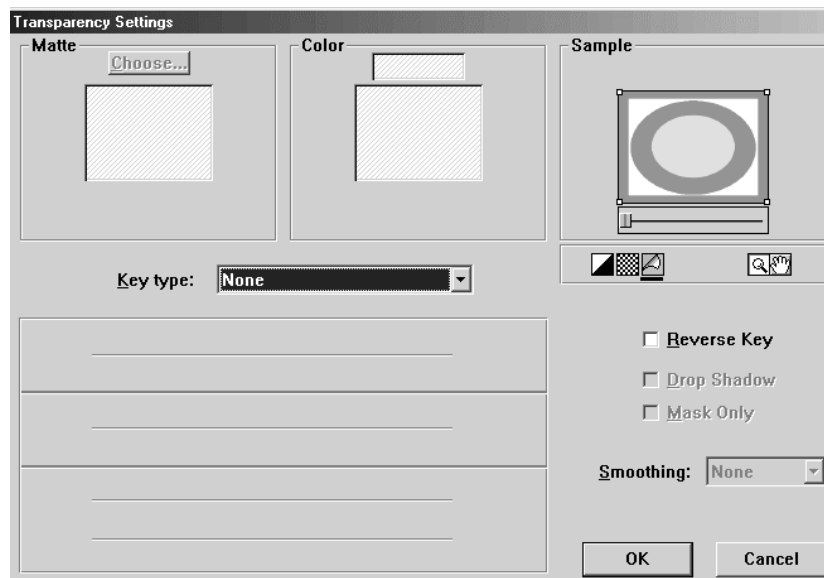 Transparency Settings
Matte
Choose...
Color
Sample
Key type: None
Reverse Key
Drop Shadow
Mask Only
Smoothing: None
OK
Cancel